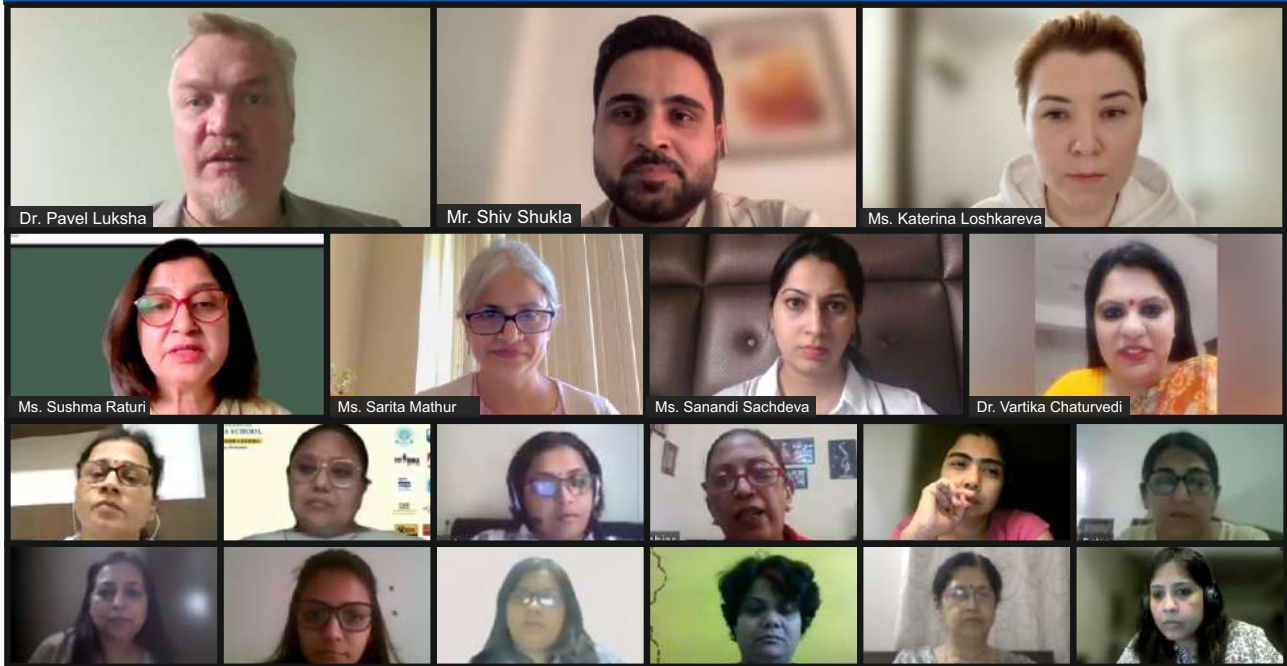 Dr. Pavel Luksha
Mr. Shiv Shukla
Ms. Katerina Loshkareva
Ms. Sushma Raturi
Ms. Sarita Mathur
Ms. Sanandi Sachdeva
Dr. Vartika Chaturvedi
SCHOOL